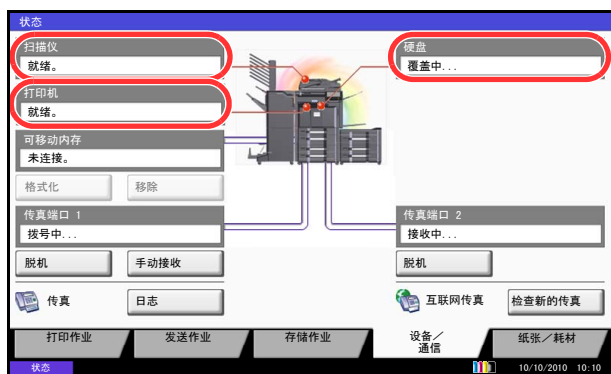 状态
扫描仪
就绪。
硬盘
覆盖中...
打印机
就绪。
可移动内存
未连接。
格式化 移除
传真端口 1
拨号中...
传真端口 2
接收中...
脱机 手动接收
脱机
传真 日志
互联网传真 检查新的传真
打印作业 发送作业 存储作业 设备／
通信 纸张／耗材
状态 10/10/2010 10:10